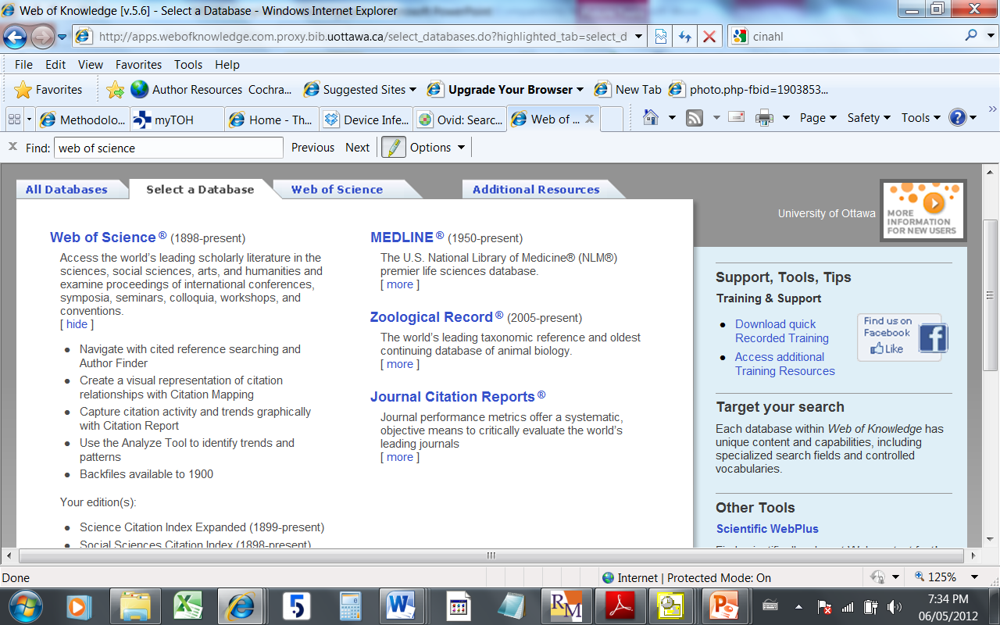 Web of Knowledge [v.5.6] - Select a Database - Windows Internet Explorer
http://apps.webofknowledge.com.proxy.bib.uottawa.ca/select_databases.do?highlighted_tab=select_d
cinahl
File Edit View Favorites Tools Help
Favorites Author Resources Cochra... Suggested Sites Upgrade Your Browser New Tab photo.php-fbid=1903853...
Methodolo... myTOH Home - Th... Device Infe... Ovid: Searc... Web of ... X Page Safety Tools
X Find: web of science Previous Next Options
All Databases Select a Database Web of Science Additional Resources
University of Ottawa
MORE
INFORMATION
FOR NEW USERS
Web of Science ® (1898-present)
Access the world’s leading scholarly literature in the
sciences, social sciences, arts, and humanities and
examine proceedings of international conferences,
symposia, seminars, colloquia, workshops, and
conventions.
[ hide ]
• Navigate with cited reference searching and
Author Finder
• Create a visual representation of citation
relationships with Citation Mapping
• Capture citation activity and trends graphically
with Citation Report
• Use the Analyze Tool to identify trends and
patterns
• Backfiles available to 1900
Your edition(s):
• Science Citation Index Expanded (1899-present)
• Social Sciences Citation Index (1898-present)
MEDLINE ® (1950-present)
The U.S. National Library of Medicine® (NLM®)
premier life sciences database.
[ more ]
Zoological Record ® (2005-present)
The world’s leading taxonomic reference and oldest
continuing database of animal biology.
[ more ]
Journal Citation Reports ®
Journal performance metrics offer a systematic,
objective means to critically evaluate the world’s
leading journals
[ more ]
Support, Tools, Tips
Training & Support
• Download quick
Recorded Training
• Access additional
Training Resources
Find us on
Facebook
Like
Target your search
Each database within Web of Knowledge has
unique content and capabilities, including
specialized search fields and controlled
vocabularies.
Other Tools
Scientific WebPlus
Done Internet | Protected Mode: On 125%
5 RM
7:34 PM
06/05/2012